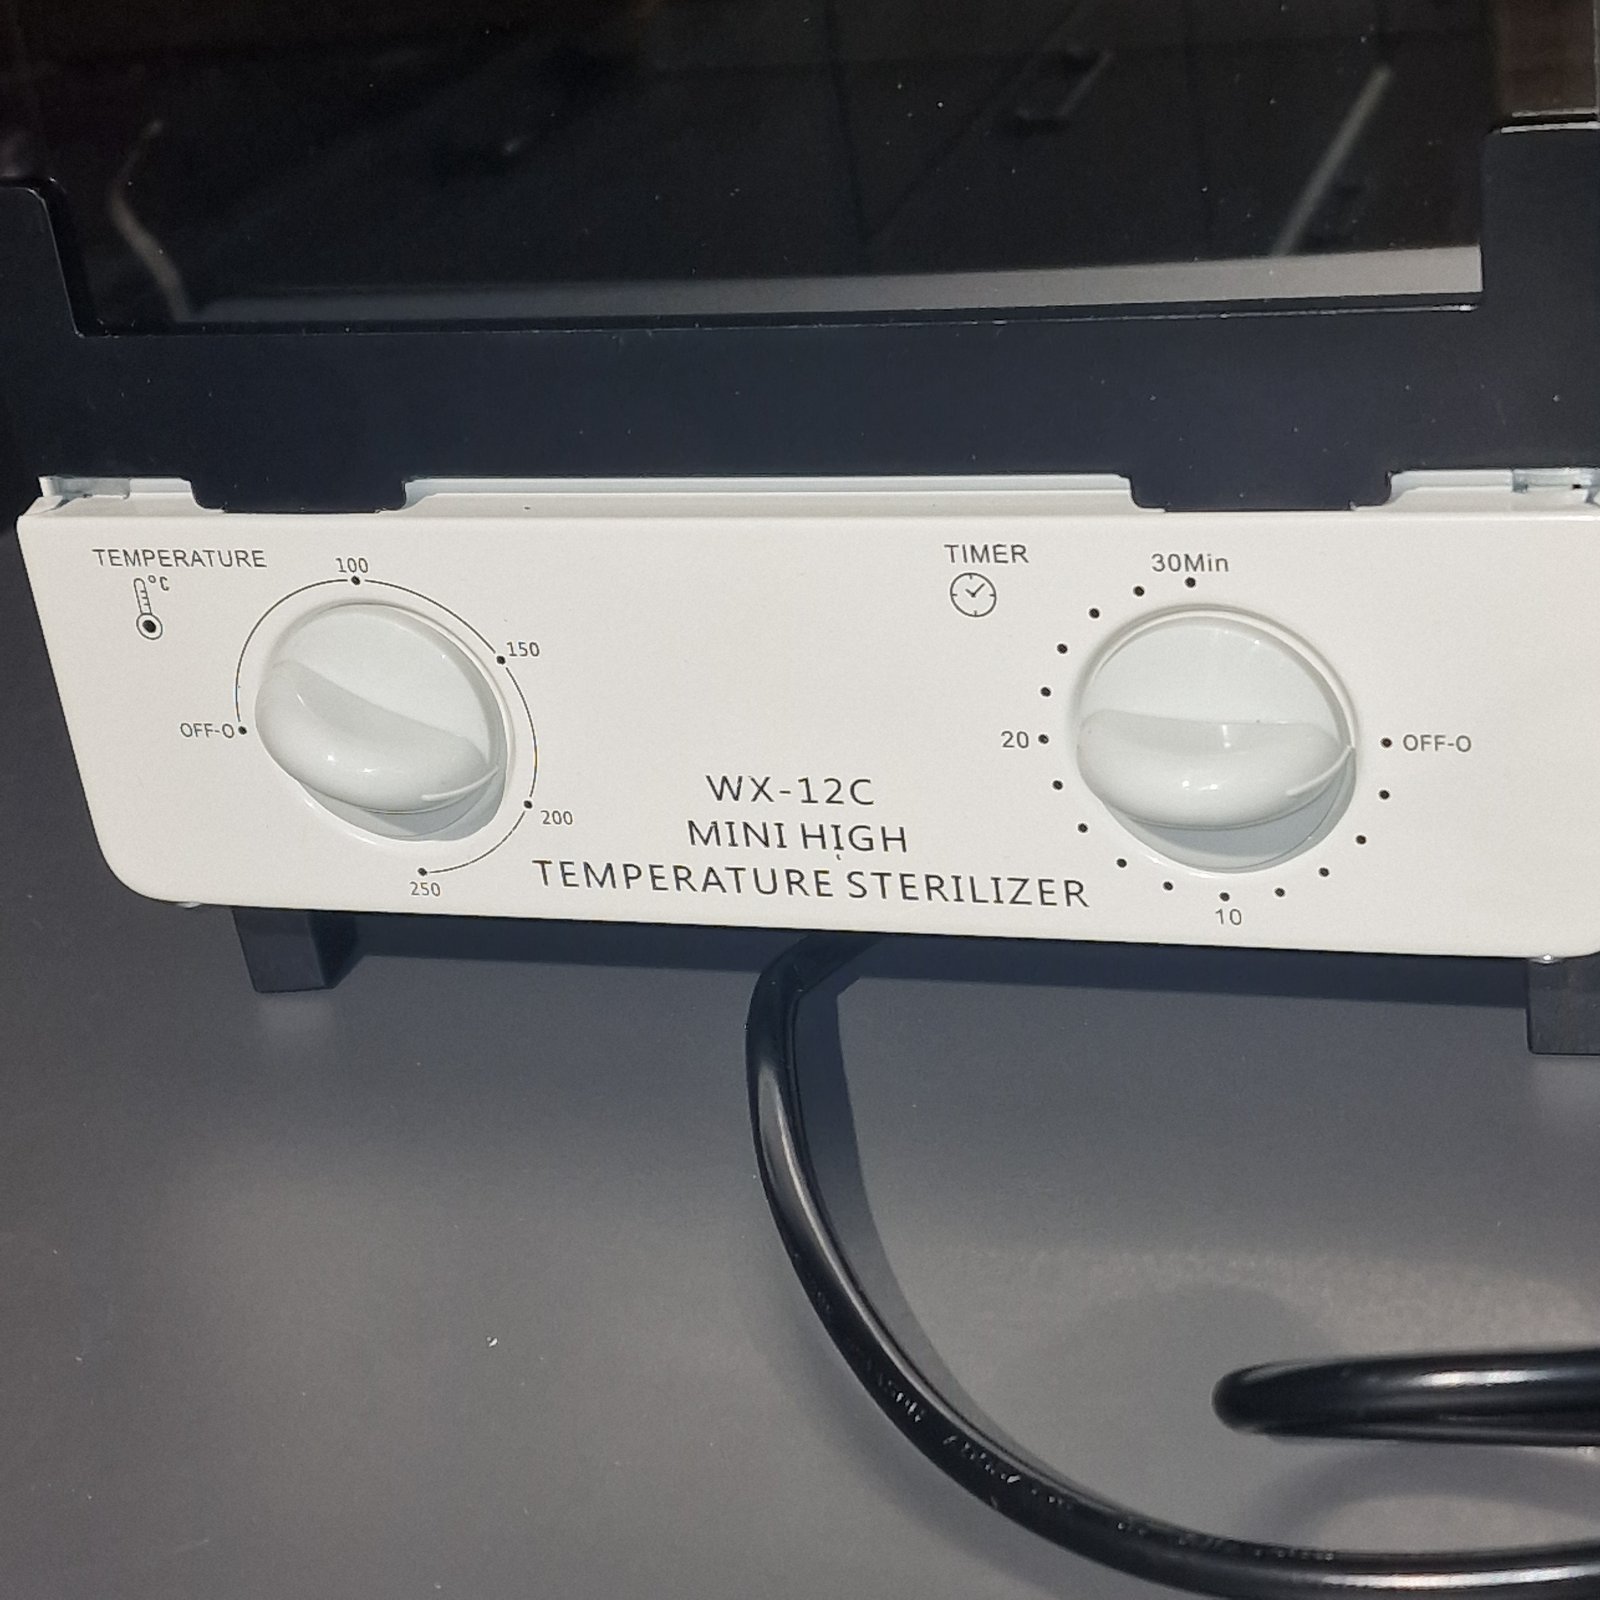 TEMPERATURE
°C
100
150
OFF-O
200
250
TIMER
30Min
20
OFF-O
10
WX-12C
MINI HIGH
TEMPERATURE STERILIZER